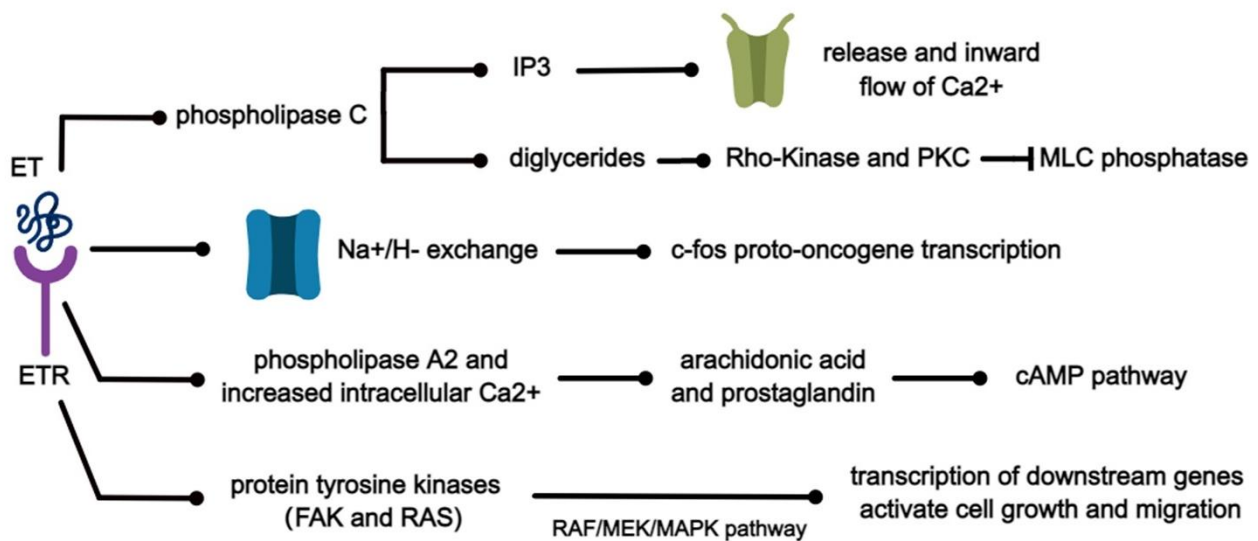 IP3
release and inward
flow of Ca2+
phospholipase C
ET
diglycerides
Rho-Kinase and PKC
MLC phosphatase
Na+/H- exchange
c-fos proto-oncogene transcription
ETR
phospholipase A2 and
increased intracellular Ca2+
arachidonic acid
and prostaglandin
cAMP pathway
protein tyrosine kinases
(FAK and RAS)
RAF/MEK/MAPK pathway
transcription of downstream genes
activate cell growth and migration